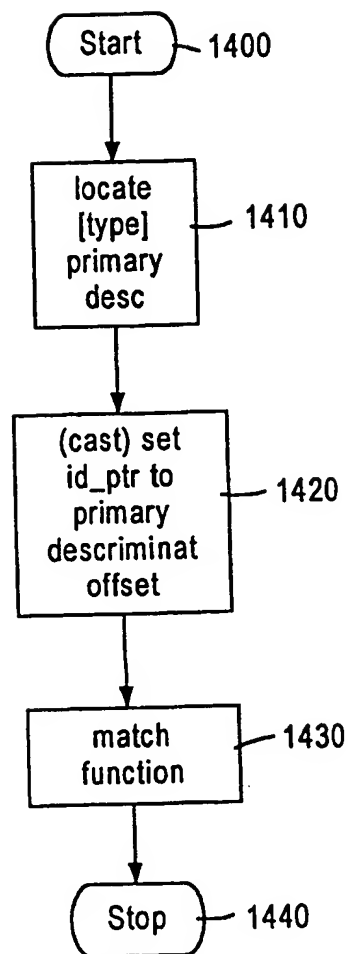 Start
1400
locate
[type]
primary
desc
1410
(cast) set
id_ptr to
primary
descriminat
offset
1420
match
function
1430
Stop
1440